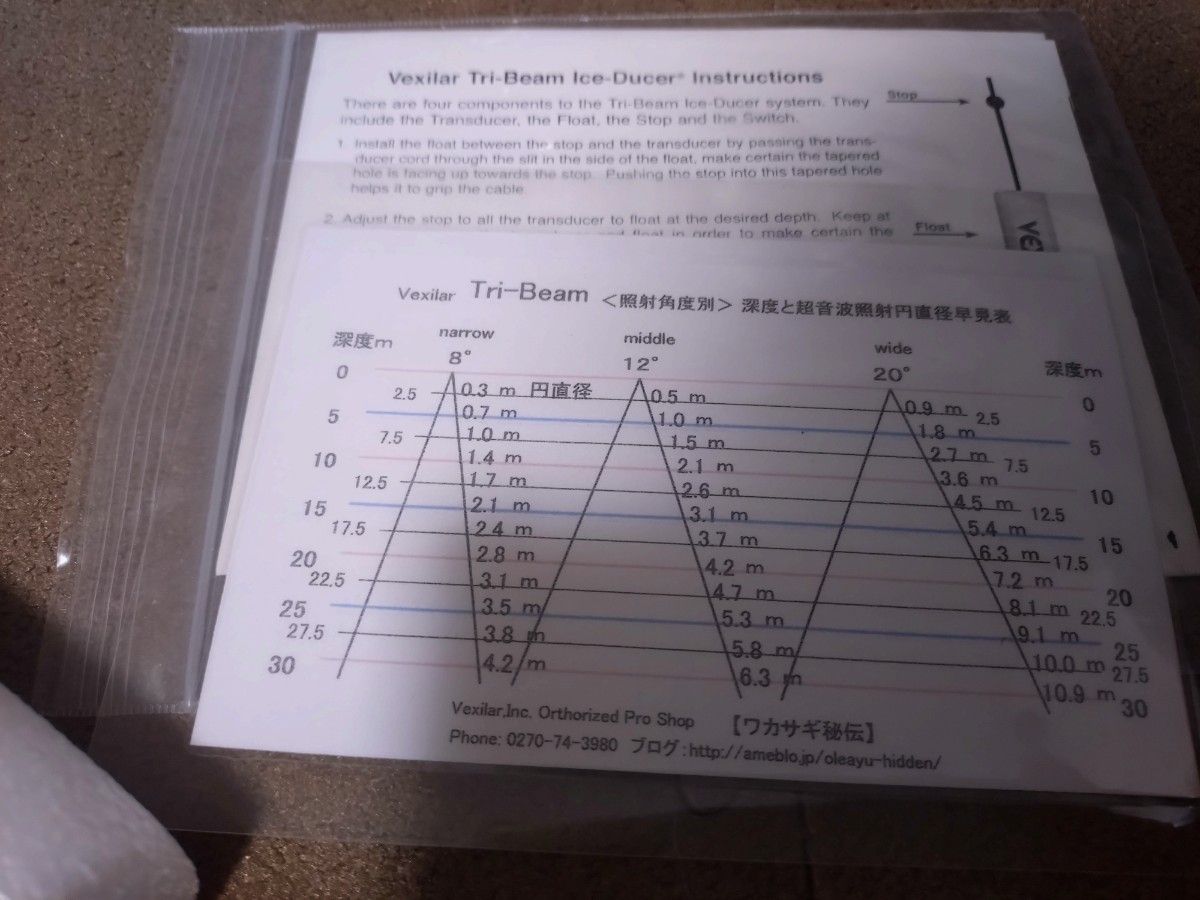 Vexilar Tri-Beam Ice-Ducer® Instructions
There are four components to the Tri-Beam Ice-Ducer system. They
include the Transducer, the Float, the Stop and the Switch.
Stop
1. Install the float between the stop and the transducer by passing the trans-
ducer cord through the slit in the side of the float, make certain the tapered
hole is facing up towards the stop. Pushing the stop into this tapered hole
helps it to grip the cable.
2. Adjust the stop to all the transducer to float at the desired depth. Keep at
Float
and float in order to make certain the
VE
Vexilar Tri-Beam <照射角度別> 深度と超音波照射円直径早見表
深度m narrow middle wide 深度m
8° 12° 20°
0 0
2.5 0.3 m 円直径 0.5 m 0.9 m 2.5
5 0.7 m 1.0 m 1.8 m 5
7.5 1.0 m 1.5 m 2.7 m 7.5
10 1.4 m 2.1 m 3.6 m 10
12.5 1.7 m 2.6 m 4.5 m 12.5
15 2.1 m 3.1 m 5.4 m 15
17.5 2.4 m 3.7 m 6.3 m 17.5
20 2.8 m 4.2 m 7.2 m 20
22.5 3.1 m 4.7 m 8.1 m 22.5
25 3.5 m 5.3 m 9.1 m 25
27.5 3.8 m 5.8 m 10.0 m 27.5
30 4.2 m 6.3 m 10.9 m 30
Vexilar,Inc. Orthorized Pro Shop 【ワカサギ秘伝】
Phone: 0270-74-3980 ブログ:http://ameblo.jp/oleayu-hidden/